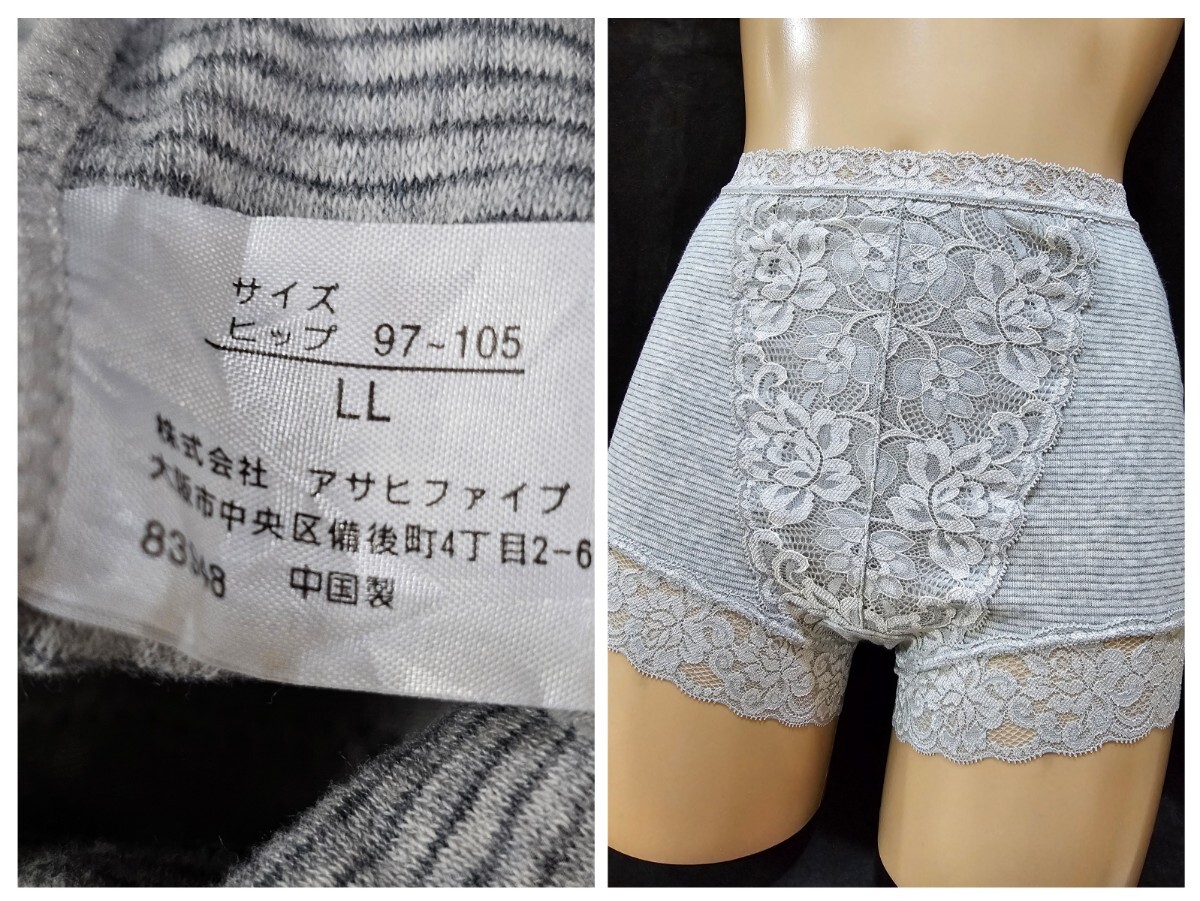 サイズ
ヒップ 97~105
LL
株式会社 アサヒファイブ
大阪市中央区備後町4丁目2-6
中国製